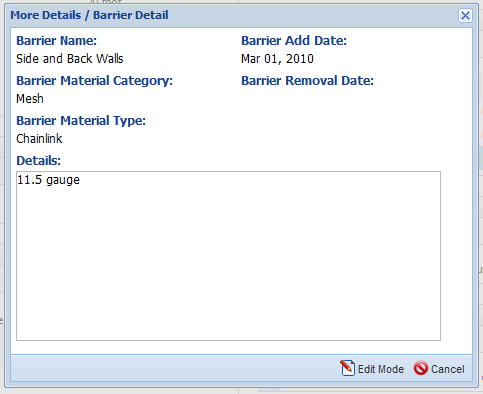 More Details / Barrier Detail
Barrier Name: Barrier Add Date:
Side and Back Walls Mar 01, 2010
Barrier Material Category: Barrier Removal Date:
Mesh
Barrier Material Type:
Chainlink
Details:
11.5 gauge
Edit Mode Cancel